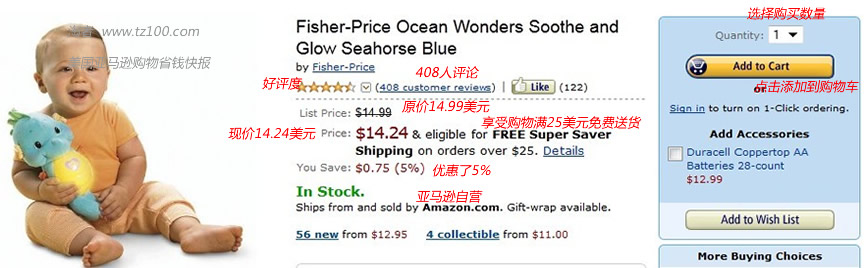 淘客 www.tz100.com
美国亚马逊购物省钱快报
Fisher-Price Ocean Wonders Soothe and
Glow Seahorse Blue
by Fisher-Price
408人评论
好评度
(408 customer reviews) | Like (122)
原价14.99美元
List Price: $14.99
享受购物满25美元免费送货
现价14.24美元
Price: $14.24 & eligible for FREE Super Saver
Shipping on orders over $25. Details
You Save: $0.75 (5%)
优惠了5%
In Stock.
亚马逊自营
Ships from and sold by Amazon.com. Gift-wrap available.
56 new from $12.95 4 collectible from $11.00
选择购买数量
Quantity: 1
Add to Cart
点击添加到购物车
or
Sign in to turn on 1-Click ordering.
Add Accessories
Duracell Coppertop AA
Batteries 28-count
$12.99
Add to Wish List
More Buying Choices